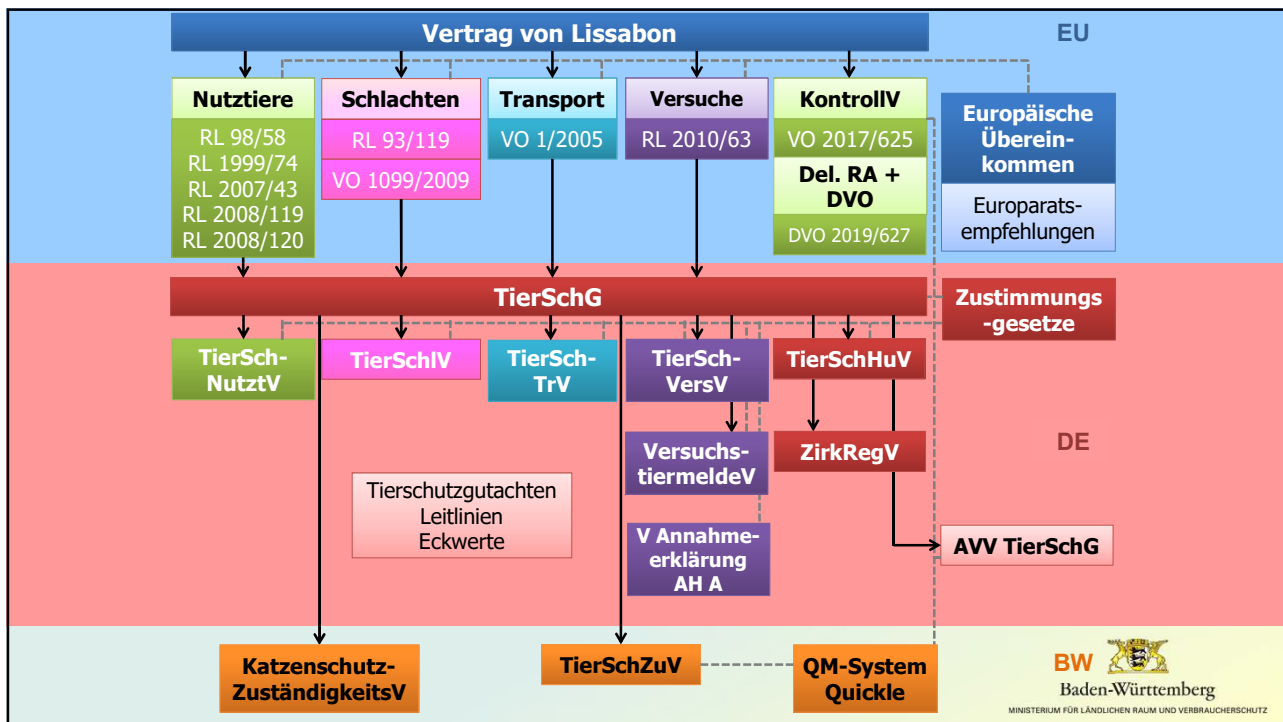 Vertrag von Lissabon
EU
Nutztiere
RL 98/58
RL 1999/74
RL 2007/43
RL 2008/119
RL 2008/120
Schlachten
RL 93/119
VO 1099/2009
Transport
VO 1/2005
Versuche
RL 2010/63
KontrollV
VO 2017/625
Del. RA +
DVO
DVO 2019/627
Europäische
Überein-
kommen
Europarats-
empfehlungen
TierSchG
Zustimmungs
-gesetze
TierSch-
NutztV
TierSchlV
TierSch-
TrV
TierSch-
VersV
TierSchHuV
Versuchs-
tiermeldeV
ZirkRegV
DE
Tierschutzgutachten
Leitlinien
Eckwerte
V Annahme-
erklärung
AH A
AVV TierSchG
Katzenschutz-
ZuständigkeitsV
TierSchZuV
QM-System
Quickle
BW
Baden-Württemberg
MINISTERIUM FÜR LÄNDLICHEN RAUM UND VERBRAUCHERSCHUTZ